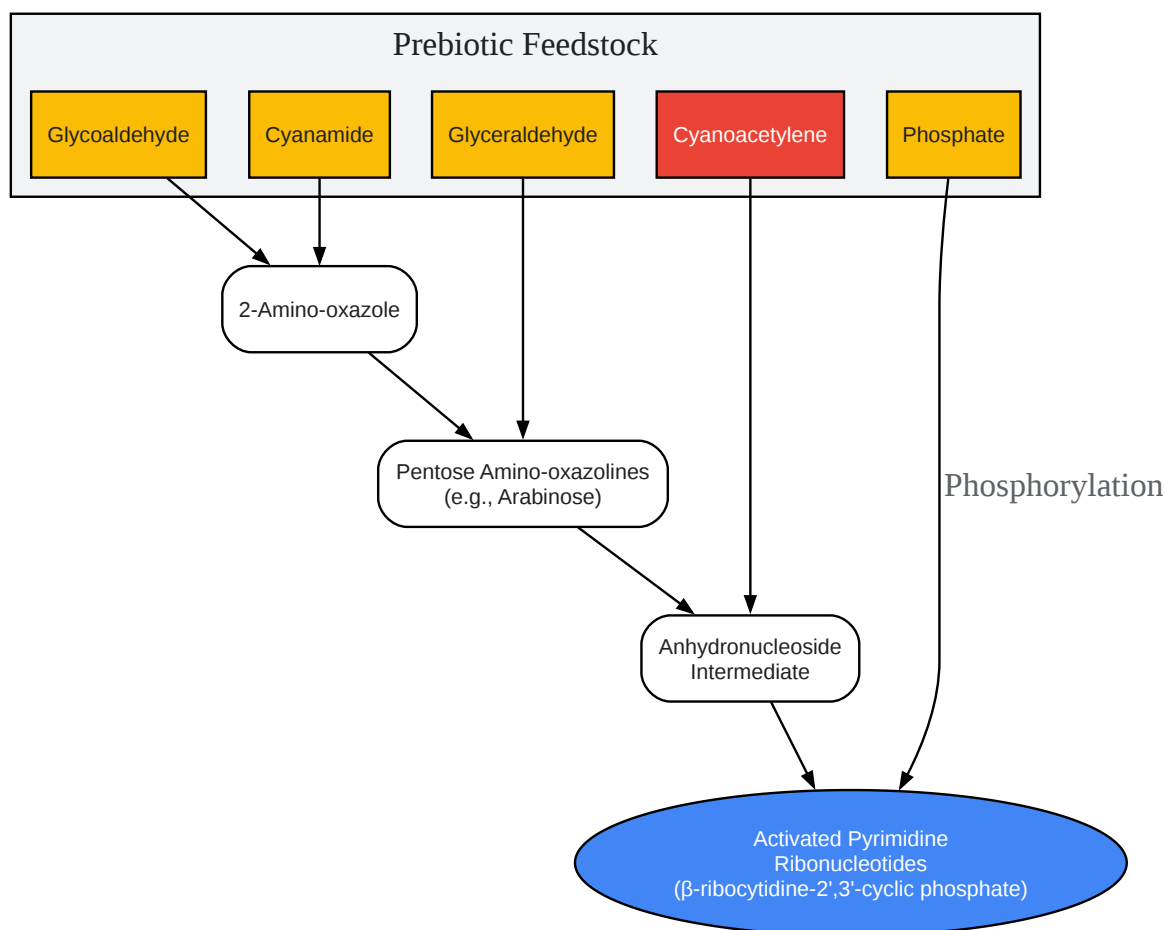 Prebiotic Feedstock
Glycoaldehyde
Cyanamide
Glyceraldehyde
Cyanoacetylene
Phosphate
2-Amino-oxazole
Pentose Amino-oxazolines
(e.g., Arabinose)
Phosphorylation
Anhydronucleoside
Intermediate
Activated Pyrimidine
Ribonucleotides
(β-ribocytidine-2',3'-cyclic phosphate)